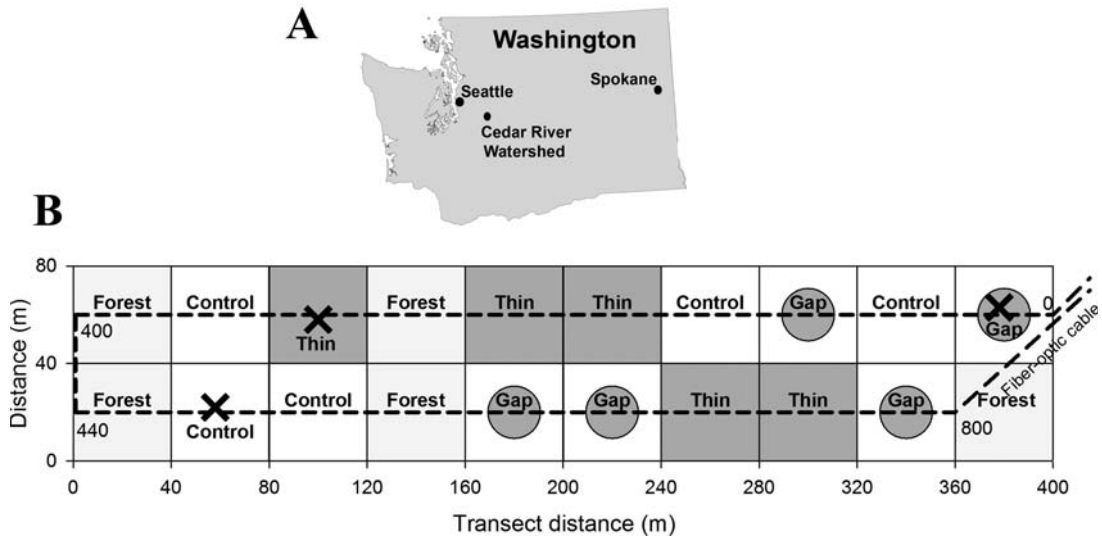 A
Washington
Spokane
Seattle
Cedar River
Watershed
B
80
Forest Control Forest Thin Thin Control Gap Control 0
400 Thin Gap
40
Fiber-optic cable
Forest Control Forest Gap Gap Thin Thin Gap Forest
440 Control 800
0
Distance (m)
0 40 80 120 160 200 240 280 320 360 400
Transect distance (m)